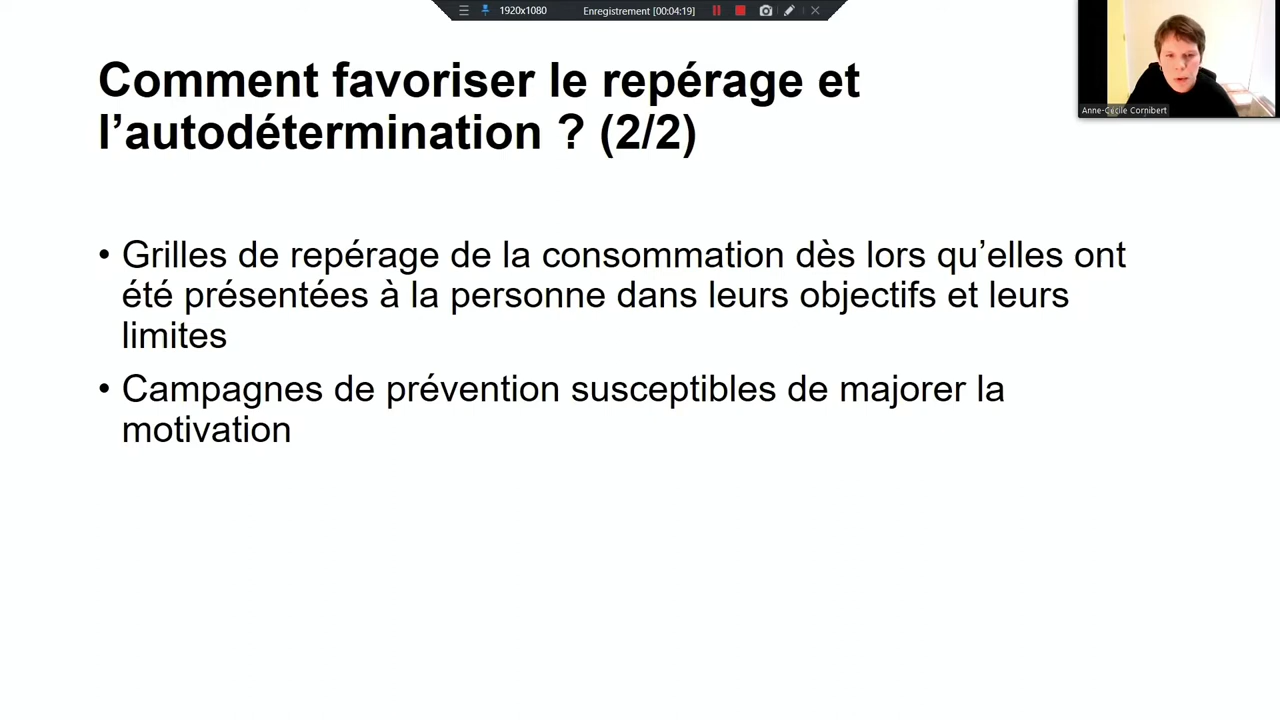 1920x1080 Enregistrement [00:04:19]
Comment favoriser le repérage et
l’autodétermination ? (2/2)
Anne-Cécile Cornibert
• Grilles de repérage de la consommation dès lors qu’elles ont
été présentées à la personne dans leurs objectifs et leurs
limites
• Campagnes de prévention susceptibles de majorer la
motivation